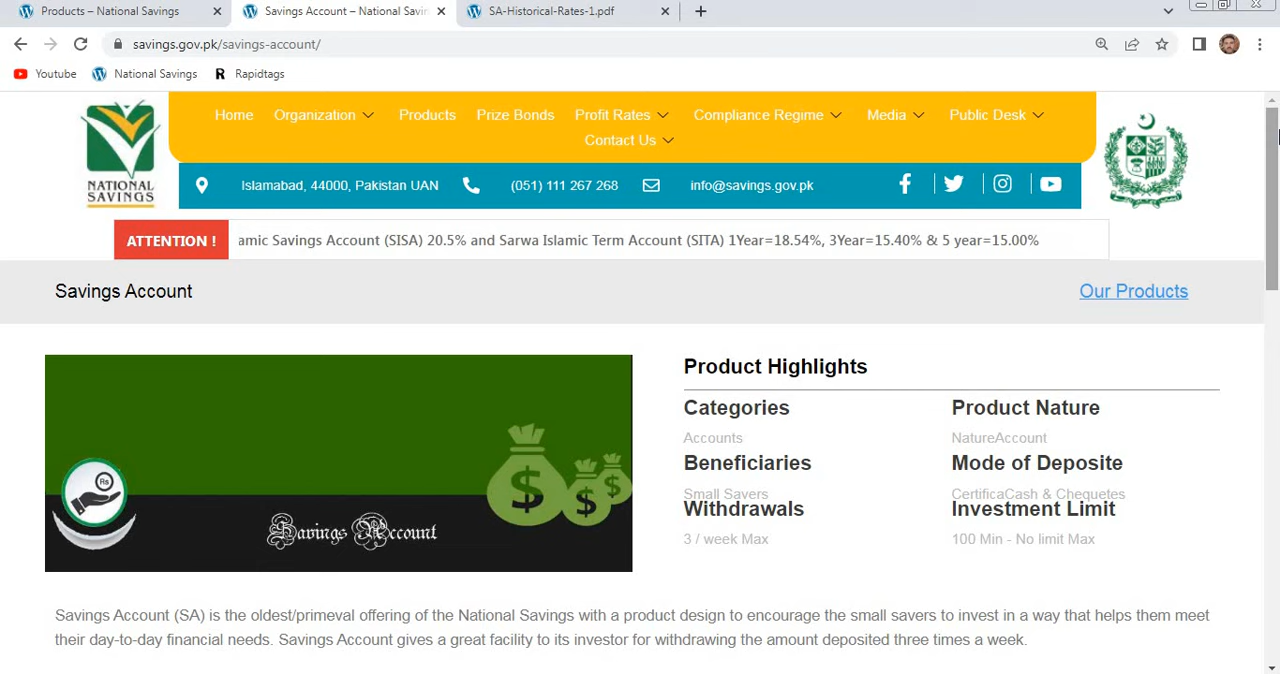 Products – National Savings
Savings Account – National Savin
SA-Historical-Rates-1.pdf
savings.gov.pk/savings-account/
Youtube
National Savings
R Rapidtags
Home Organization Products Prize Bonds Profit Rates Compliance Regime Media Public Desk
Contact Us
NATIONAL
SAVINGS
Islamabad, 44000, Pakistan UAN (051) 111 267 268 info@savings.gov.pk
ATTENTION ! amic Savings Account (SISA) 20.5% and Sarwa Islamic Term Account (SITA) 1Year=18.54%, 3Year=15.40% & 5 year=15.00%
Savings Account
Our Products
Rs
$ $ $
Savings Account
Product Highlights
Categories Product Nature
Accounts NatureAccount
Beneficiaries Mode of Deposite
Small Savers CertificaCash & Chequetes
Withdrawals Investment Limit
3 / week Max 100 Min - No limit Max
Savings Account (SA) is the oldest/primeval offering of the National Savings with a product design to encourage the small savers to invest in a way that helps them meet
their day-to-day financial needs. Savings Account gives a great facility to its investor for withdrawing the amount deposited three times a week.